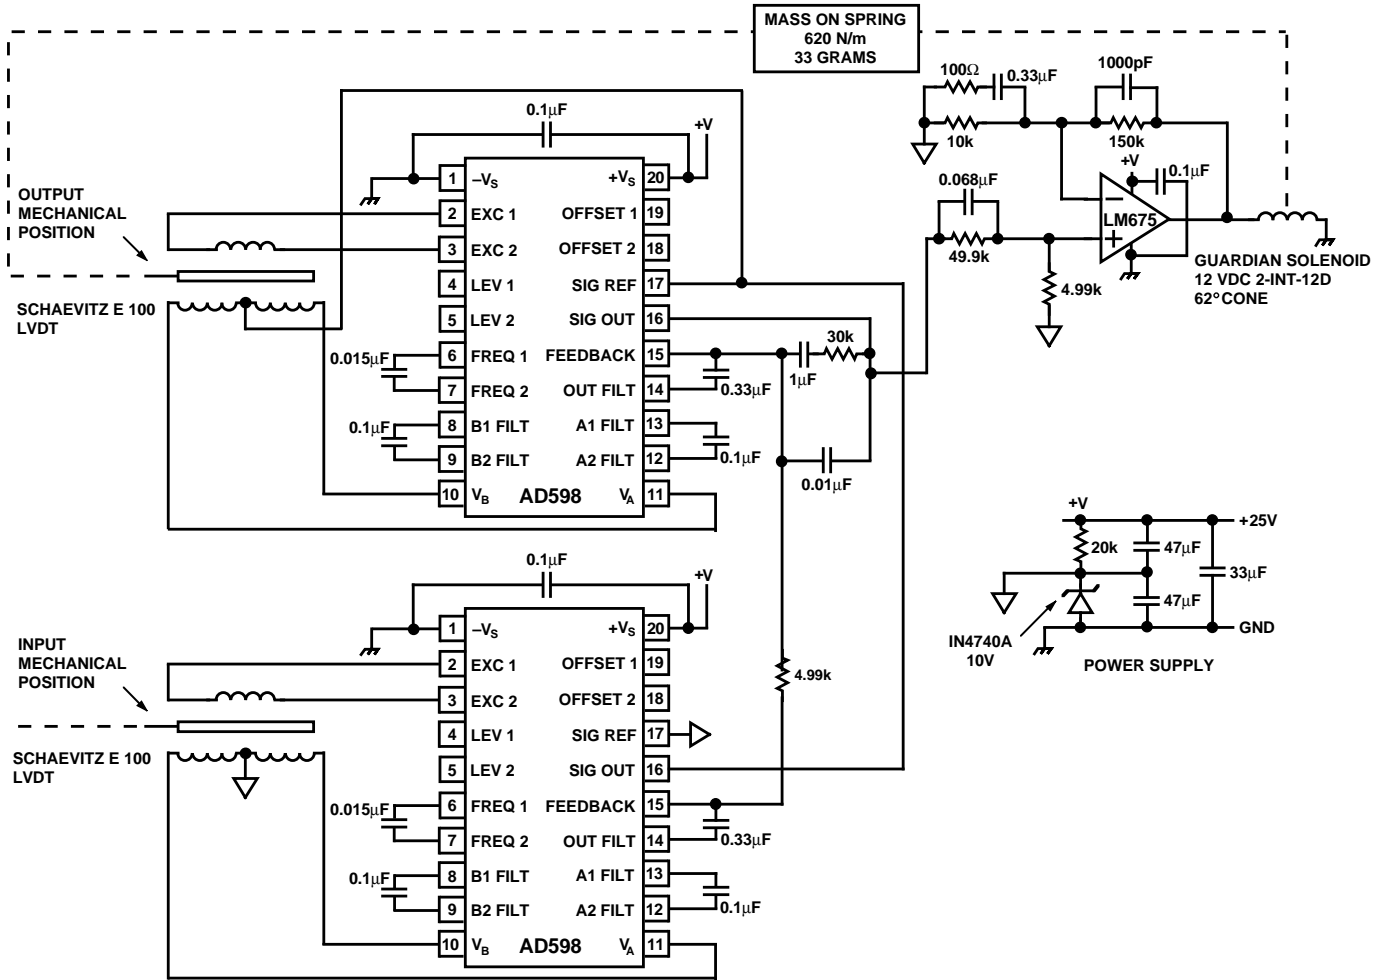 MASS ON SPRING
620 N/m
33 GRAMS
100Ω
0.33µF
1000pF
10k
150k
+V
0.1µF
0.068µF
LM675
49.9k
4.99k
GUARDIAN SOLENOID
12 VDC 2-INT-12D
62° CONE
0.1µF
+V
OUTPUT
MECHANICAL
POSITION
SCHAEVITZ E 100
LVDT
1 –VS
+VS 20
2 EXC 1
OFFSET 1 19
3 EXC 2
OFFSET 2 18
4 LEV 1
SIG REF 17
5 LEV 2
SIG OUT 16
6 FREQ 1
FEEDBACK 15
7 FREQ 2
OUT FILT 14
8 B1 FILT
A1 FILT 13
9 B2 FILT
A2 FILT 12
10 VB
AD598
VA 11
0.015µF
0.1µF
0.33µF
0.1µF
1µF
30k
0.01µF
4.99k
+V
+25V
20k
47µF
33µF
47µF
GND
IN4740A
10V
POWER SUPPLY
0.1µF
+V
INPUT
MECHANICAL
POSITION
SCHAEVITZ E 100
LVDT
1 –VS
+VS 20
2 EXC 1
OFFSET 1 19
3 EXC 2
OFFSET 2 18
4 LEV 1
SIG REF 17
5 LEV 2
SIG OUT 16
6 FREQ 1
FEEDBACK 15
7 FREQ 2
OUT FILT 14
8 B1 FILT
A1 FILT 13
9 B2 FILT
A2 FILT 12
10 VB
AD598
VA 11
0.015µF
0.1µF
0.33µF
0.1µF